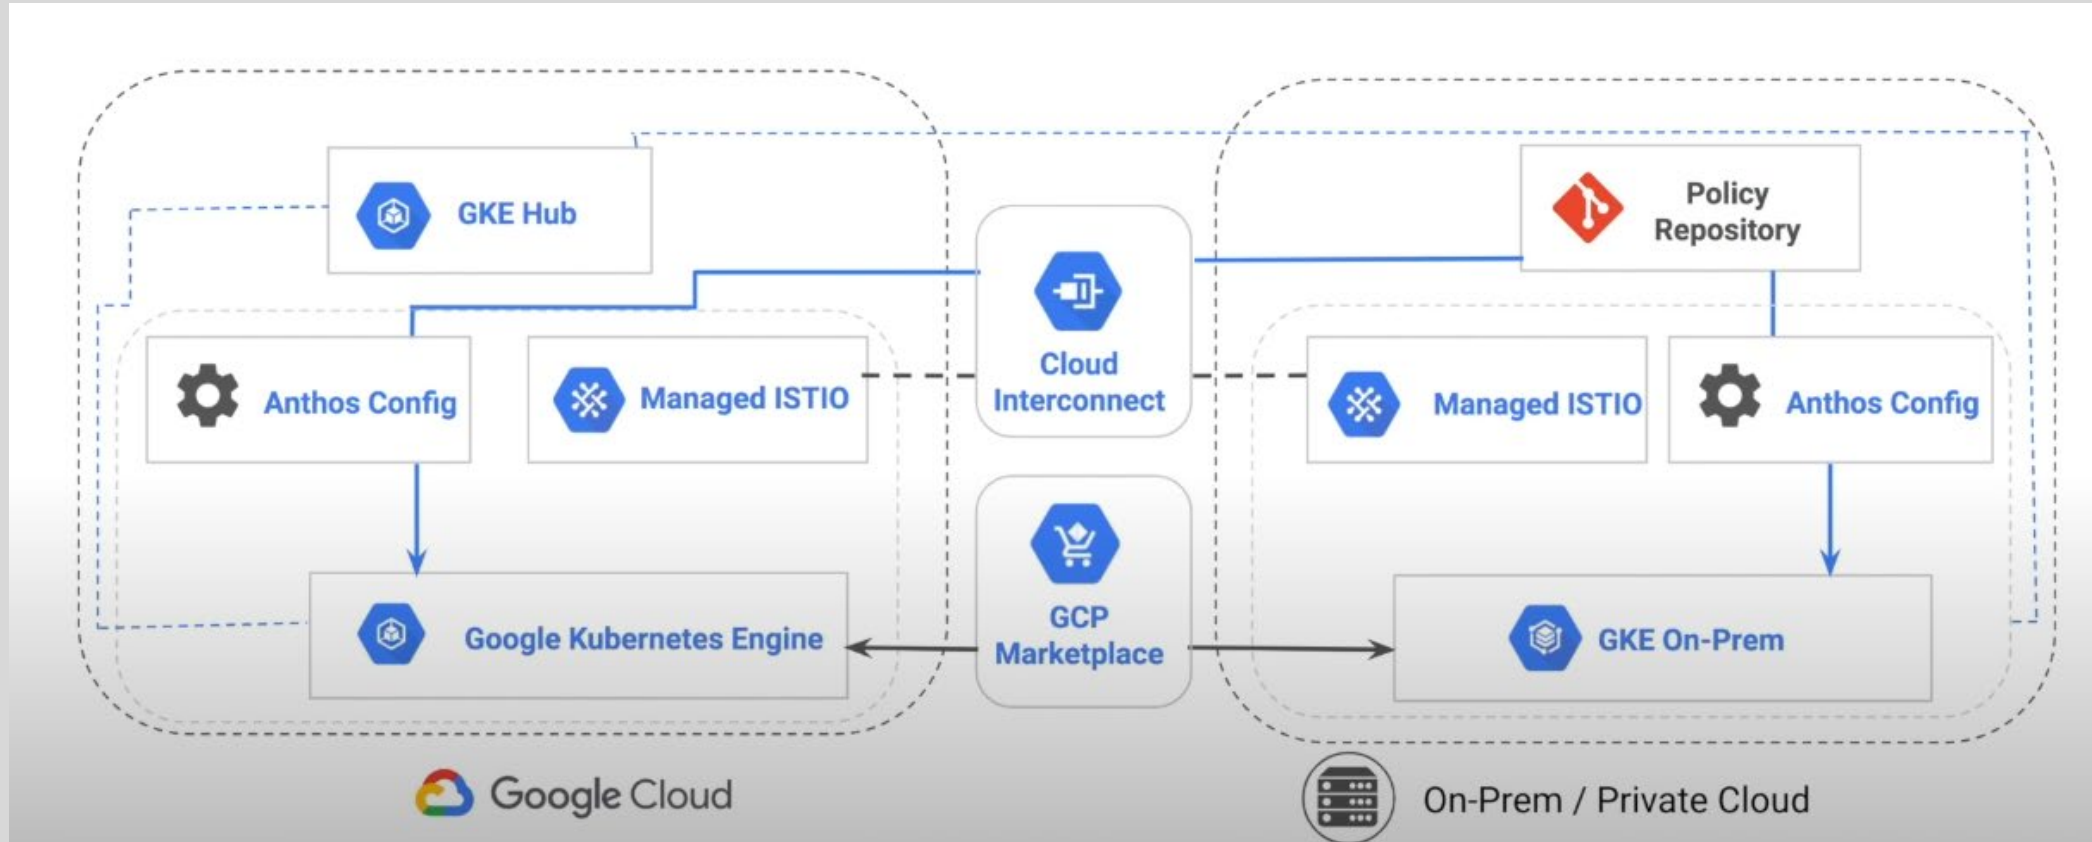 GKE Hub
Policy
Repository
Cloud
Interconnect
Anthos Config
Managed ISTIO
Managed ISTIO
Anthos Config
GCP
Marketplace
Google Kubernetes Engine
GKE On-Prem
Google Cloud
On-Prem / Private Cloud